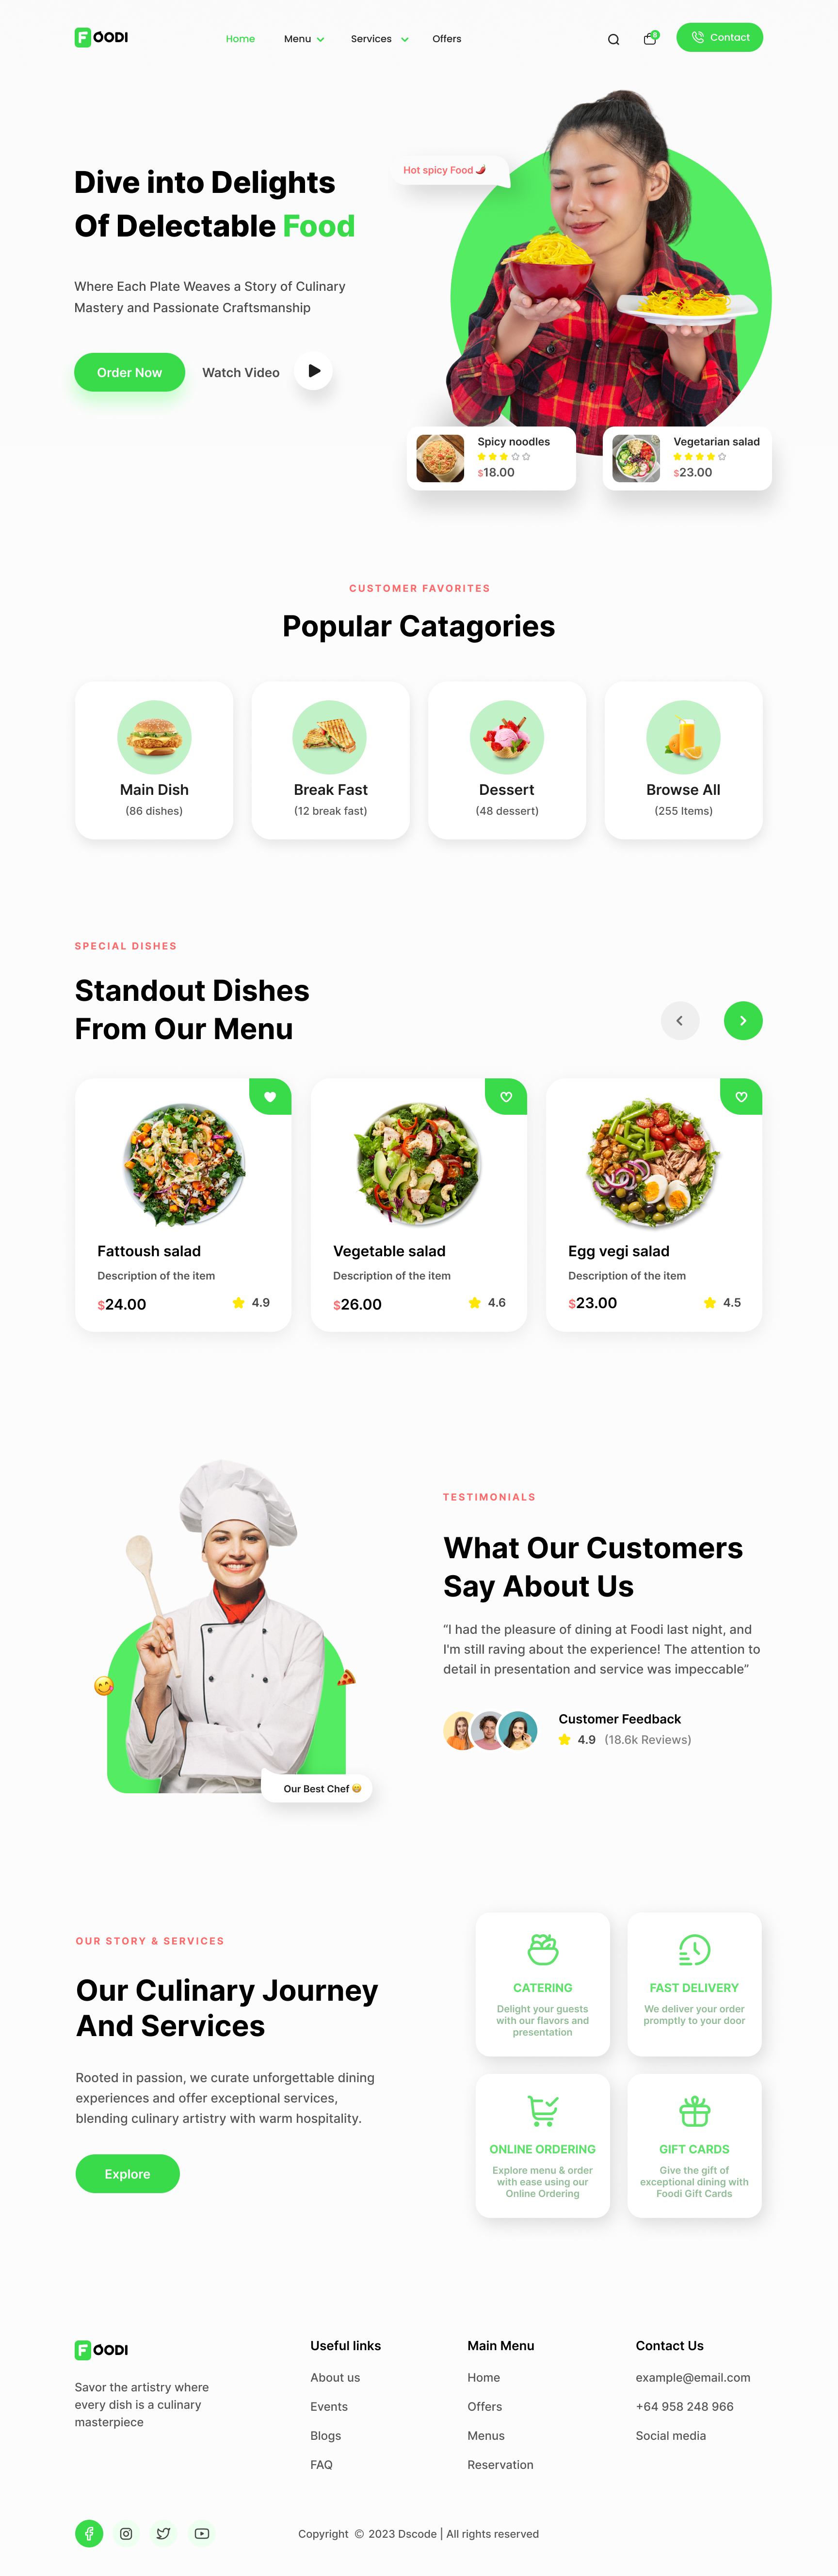 FOODI
Home
Menu
Services
Offers
8
Contact
Hot spicy Food
Dive into Delights
Of Delectable Food
Where Each Plate Weaves a Story of Culinary
Mastery and Passionate Craftsmanship
Order Now
Watch Video
Spicy noodles
$18.00
Vegetarian salad
$23.00
CUSTOMER FAVORITES
Popular Catagories
Main Dish
(86 dishes)
Break Fast
(12 break fast)
Dessert
(48 dessert)
Browse All
(255 Items)
SPECIAL DISHES
Standout Dishes
From Our Menu
Fattoush salad
Description of the item
$24.00
4.9
Vegetable salad
Description of the item
$26.00
4.6
Egg vegi salad
Description of the item
$23.00
4.5
TESTIMONIALS
What Our Customers
Say About Us
“I had the pleasure of dining at Foodi last night, and
I'm still raving about the experience! The attention to
detail in presentation and service was impeccable”
Customer Feedback
4.9 (18.6k Reviews)
Our Best Chef
OUR STORY & SERVICES
Our Culinary Journey
And Services
Rooted in passion, we curate unforgettable dining
experiences and offer exceptional services,
blending culinary artistry with warm hospitality.
Explore
CATERING
Delight your guests
with our flavors and
presentation
FAST DELIVERY
We deliver your order
promptly to your door
ONLINE ORDERING
Explore menu & order
with ease using our
Online Ordering
GIFT CARDS
Give the gift of
exceptional dining with
Foodi Gift Cards
FOODI
Savor the artistry where
every dish is a culinary
masterpiece
Useful links
About us
Events
Blogs
FAQ
Main Menu
Home
Offers
Menus
Reservation
Contact Us
example@email.com
+64 958 248 966
Social media
Copyright © 2023 Dscode | All rights reserved